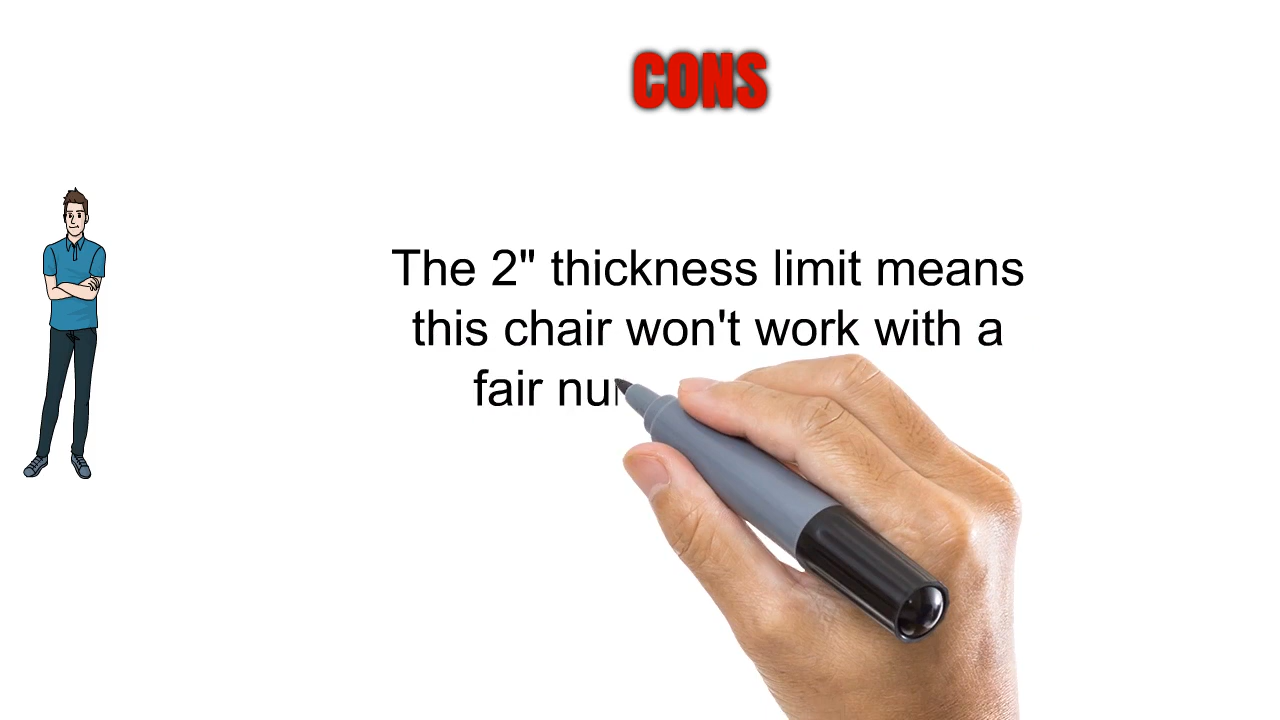 CONS
The 2" thickness limit means
this chair won't work with a
fair